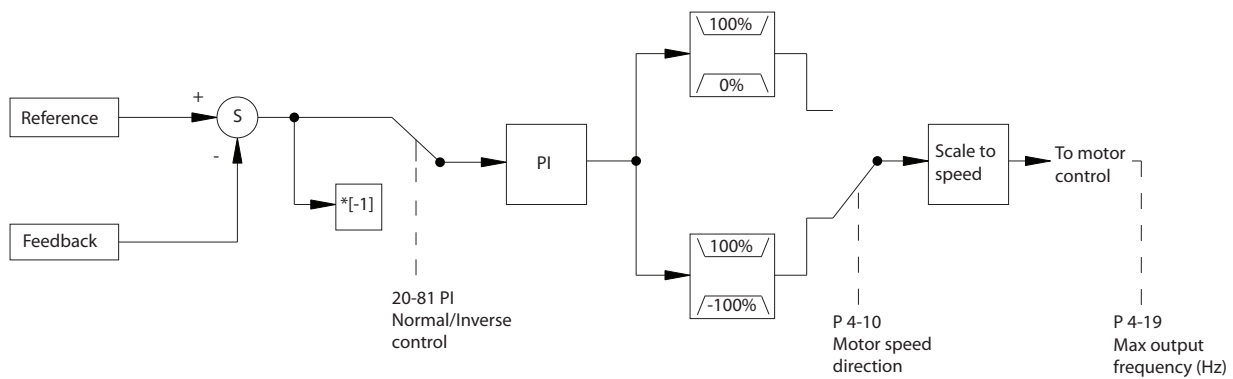 100%
0%
Reference
+
S
-
*[-1]
Feedback
20-81 PI
Normal/Inverse
control
PI
100%
-100%
P 4-10
Motor speed
direction
Scale to
speed
To motor
control
P 4-19
Max output
frequency (Hz)